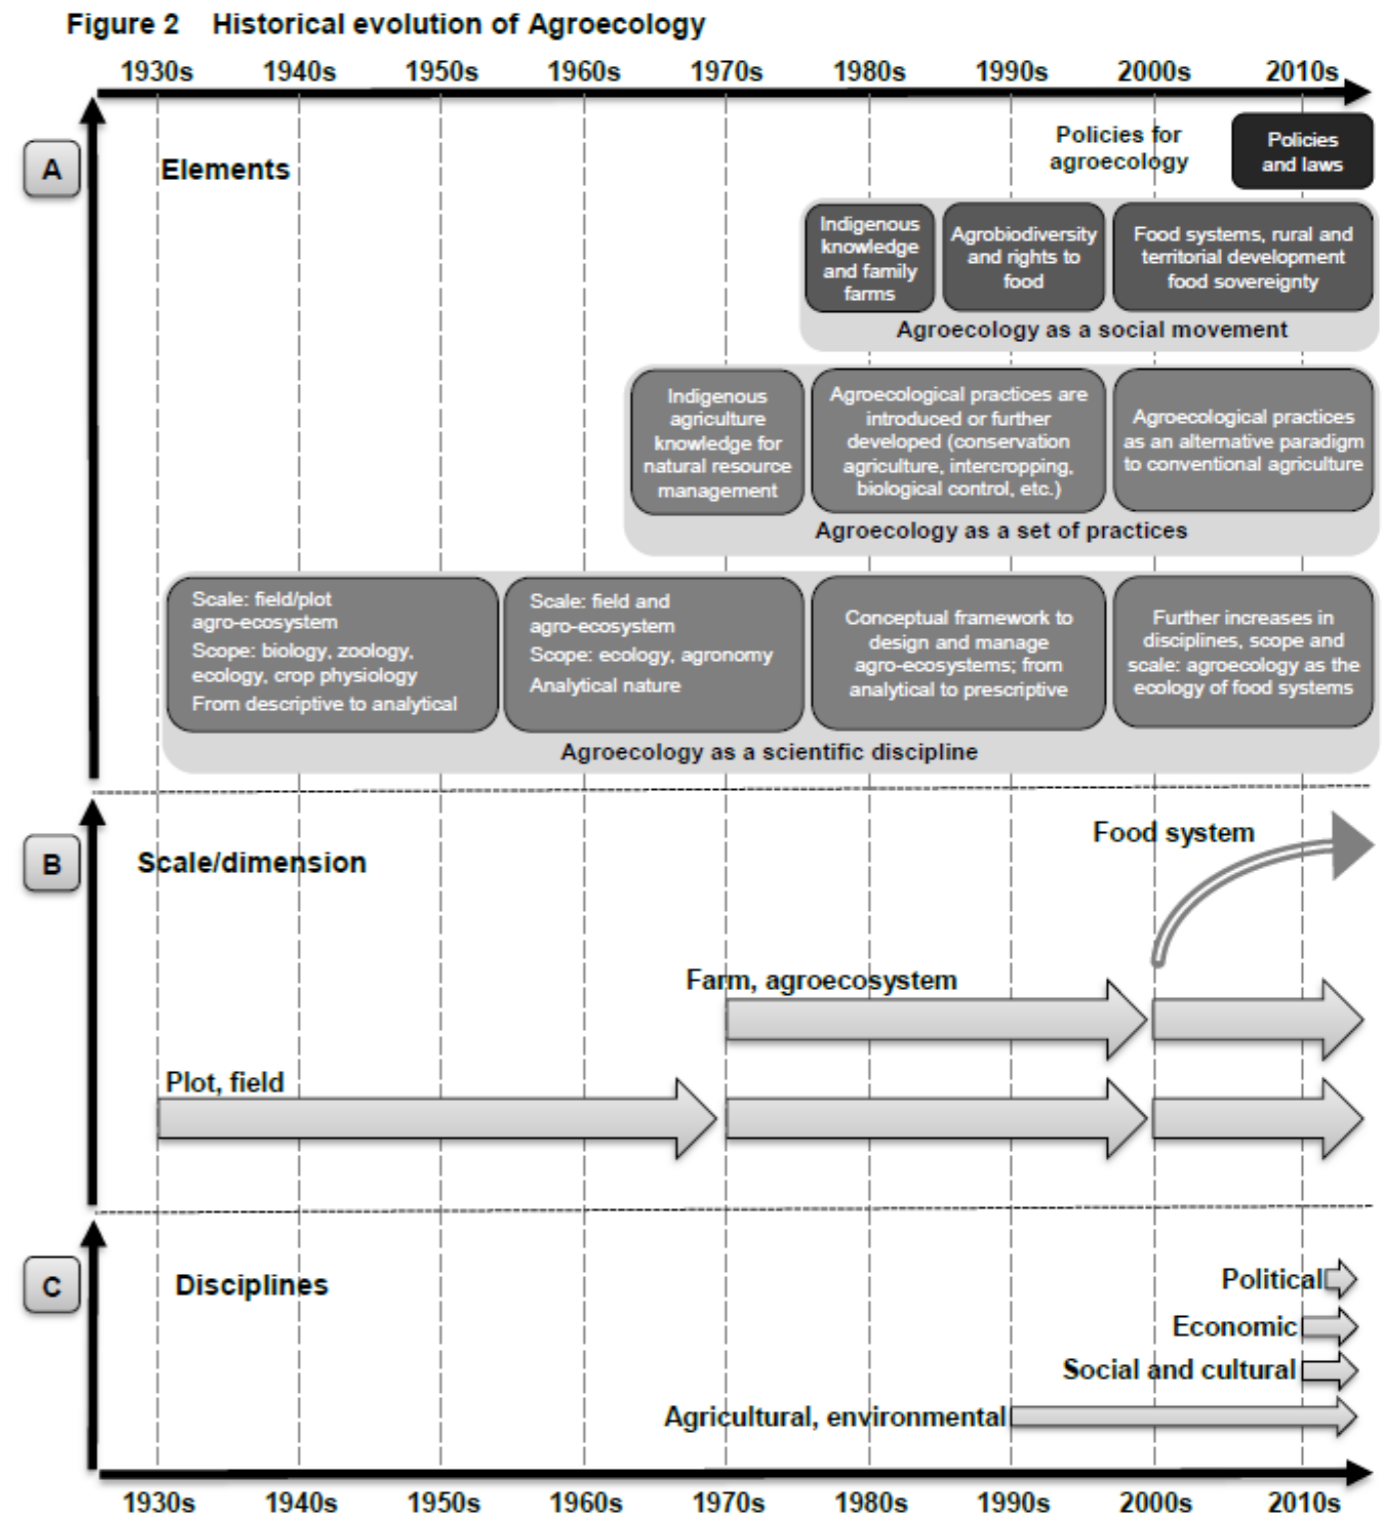 Figure 2 Historical evolution of Agroecology
1930s 1940s 1950s 1960s 1970s 1980s 1990s 2000s 2010s
A
Elements
Policies for
agroecology
Policies
and laws
Indigenous
knowledge
and family
farms
Agrobiodiversity
and rights to
food
Food systems, rural and
territorial development
food sovereignty
Agroecology as a social movement
Indigenous
agriculture
knowledge for
natural resource
management
Agroecological practices are
introduced or further
developed (conservation
agriculture, intercropping,
biological control, etc.)
Agroecological practices
as an alternative paradigm
to conventional agriculture
Agroecology as a set of practices
Scale: field/plot
agro-ecosystem
Scope: biology, zoology,
ecology, crop physiology
From descriptive to analytical
Scale: field and
agro-ecosystem
Scope: ecology, agronomy
Analytical nature
Conceptual framework to
design and manage
agro-ecosystems; from
analytical to prescriptive
Further increases in
disciplines, scope and
scale: agroecology as the
ecology of food systems
Agroecology as a scientific discipline
B
Scale/dimension
Food system
Farm, agroecosystem
Plot, field
C
Disciplines
Political
Economic
Social and cultural
Agricultural, environmental
1930s 1940s 1950s 1960s 1970s 1980s 1990s 2000s 2010s